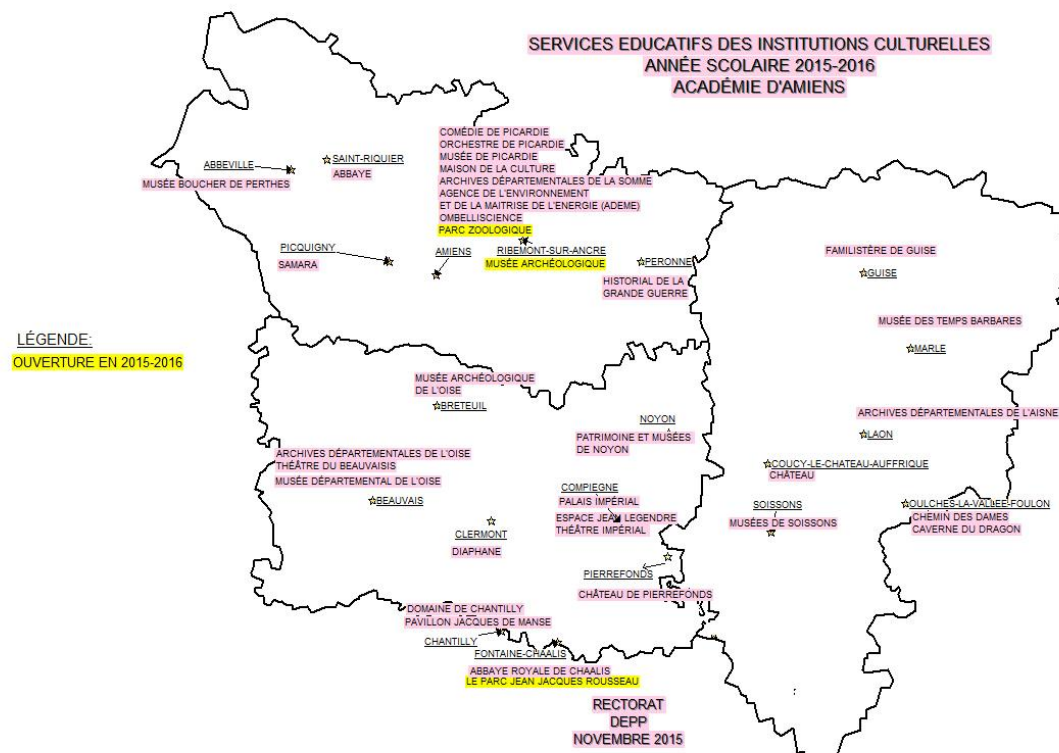 SERVICES EDUCATIFS DES INSTITUTIONS CULTURELLES
ANNÉE SCOLAIRE 2015-2016
ACADÉMIE D'AMIENS
COMÉDIE DE PICARDIE
ORCHESTRE DE PICARDIE
MUSÉE DE PICARDIE
MAISON DE LA CULTURE
ARCHIVES DÉPARTEMENTALES DE LA SOMME
AGENCE DE L'ENVIRONNEMENT
ET DE LA MAITRISE DE L'ENERGIE (ADEME)
OMBELLISCIENCE
PARC ZOOLOGIQUE
ABBEVILLE
MUSÉE BOUCHER DE PERTHES
SAINT-RIQUIER
ABBAYE
PICQUIGNY
SAMARA
AMIENS
RIBEMONT-SUR-ANCRE
MUSÉE ARCHÉOLOGIQUE
PERONNE
HISTORIAL DE LA
GRANDE GUERRE
FAMILISTÈRE DE GUISE
GUISE
MUSÉE DES TEMPS BARBARES
MARLE
LÉGENDE:
OUVERTURE EN 2015-2016
MUSÉE ARCHÉOLOGIQUE
DE L'OISE
BRETEUIL
NOYON
PATRIMOINE ET MUSÉES
DE NOYON
ARCHIVES DÉPARTEMENTALES DE L'AISNE
LAON
ARCHIVES DÉPARTEMENTALES DE L'OISE
THÉÂTRE DU BEAUVAISIS
MUSÉE DÉPARTEMENTAL DE L'OISE
BEAUVAIS
COUCY-LE-CHATEAU-AUFFRIQUE
CHÂTEAU
COMPIEGNE
PALAIS IMPÉRIAL
ESPACE JEAN LEGENDRE
THÉÂTRE IMPÉRIAL
SOISSONS
MUSÉES DE SOISSONS
OULCHES-LA-VALLEE-FOULON
CHEMIN DES DAMES
CAVERNE DU DRAGON
CLERMONT
DIAPHANE
PIERREFONDS
CHÂTEAU DE PIERREFONDS
DOMAINE DE CHANTILLY
PAVILLON JACQUES DE MANSE
CHANTILLY
FONTAINE-CHAALIS
ABBAYE ROYALE DE CHAALIS
LE PARC JEAN JACQUES ROUSSEAU
RECTORAT
DEPP
NOVEMBRE 2015